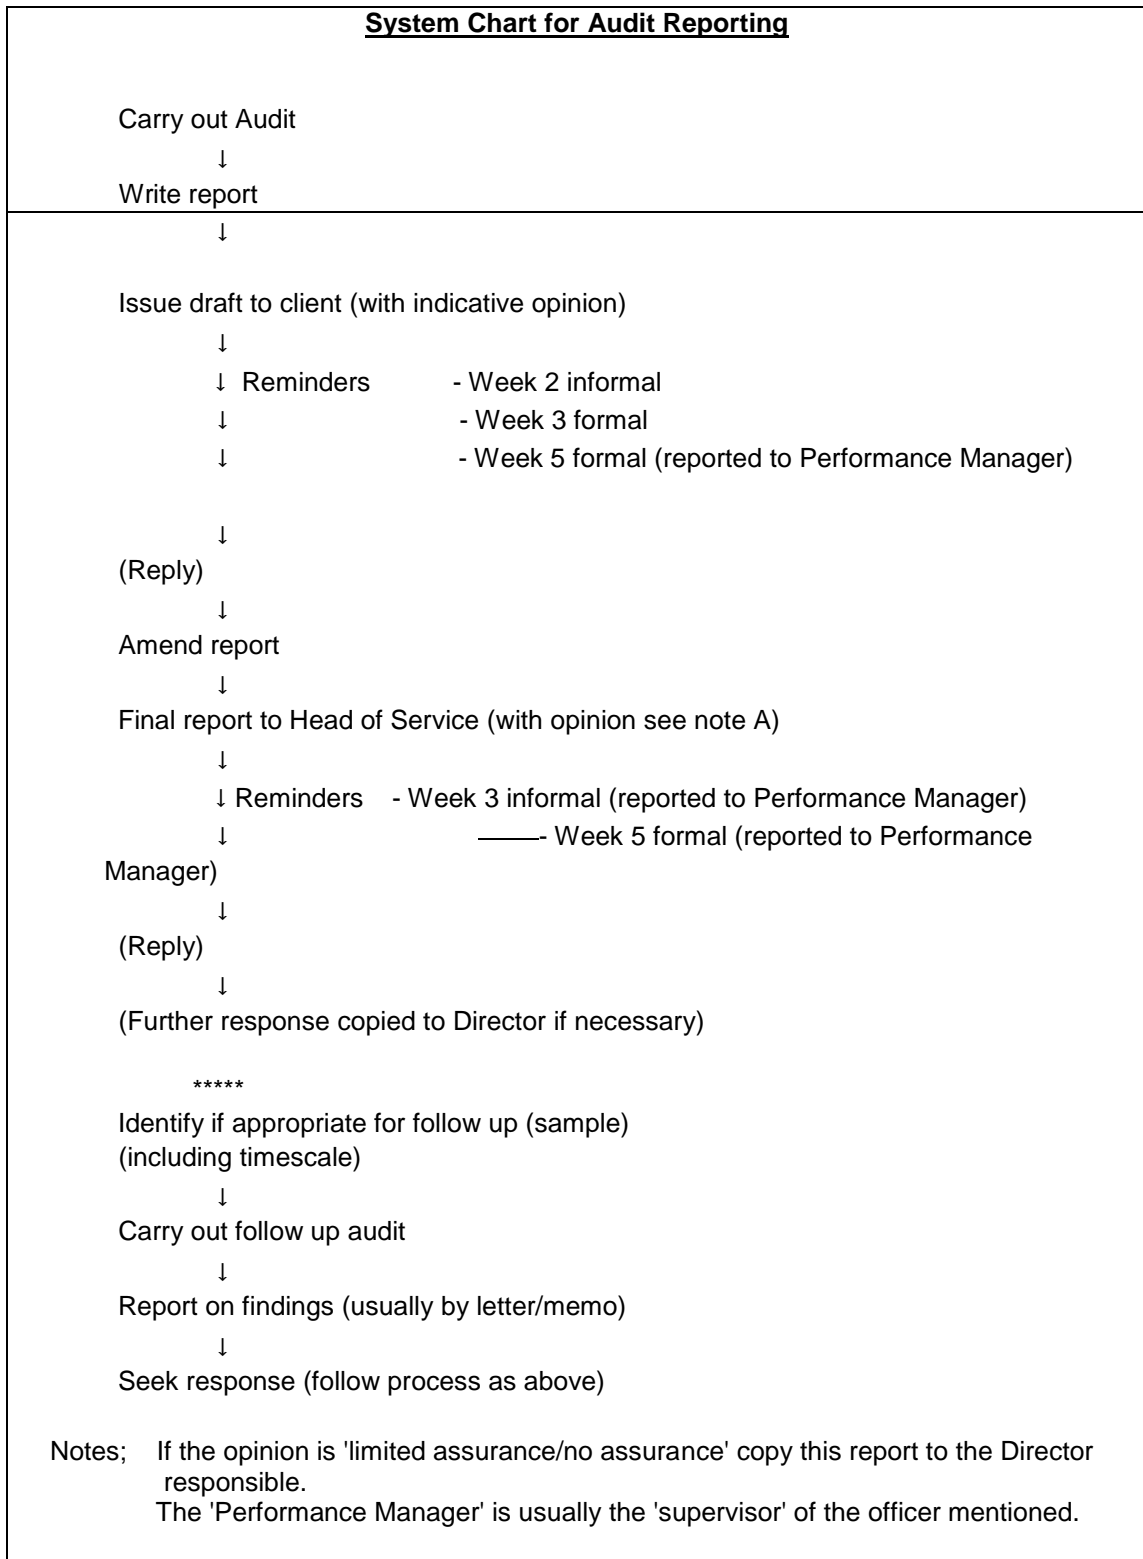 System Chart for Audit Reporting
Carry out Audit
↓
Write report
↓
Issue draft to client (with indicative opinion)
↓
↓ Reminders - Week 2 informal
↓ - Week 3 formal
↓ - Week 5 formal (reported to Performance Manager)
↓
(Reply)
↓
Amend report
↓
Final report to Head of Service (with opinion see note A)
↓
↓ Reminders - Week 3 informal (reported to Performance Manager)
↓ - Week 5 formal (reported to Performance
Manager)
↓
(Reply)
↓
(Further response copied to Director if necessary)
*****
Identify if appropriate for follow up (sample)
(including timescale)
↓
Carry out follow up audit
↓
Report on findings (usually by letter/memo)
↓
Seek response (follow process as above)
Notes; If the opinion is 'limited assurance/no assurance' copy this report to the Director
responsible.
The 'Performance Manager' is usually the 'supervisor' of the officer mentioned.